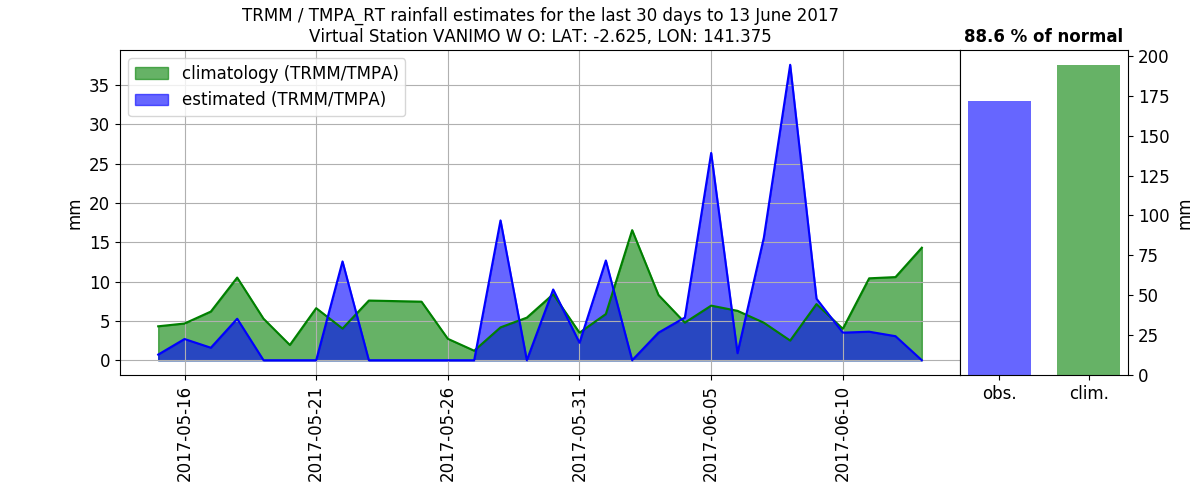 TRMM / TMPA_RT rainfall estimates for the last 30 days to 13 June 2017
Virtual Station VANIMO W O: LAT: -2.625, LON: 141.375
88.6 % of normal
climatology (TRMM/TMPA)
estimated (TRMM/TMPA)
mm
35
30
25
20
15
10
5
0
2017-05-16
2017-05-21
2017-05-26
2017-05-31
2017-06-05
2017-06-10
200
175
150
125
100
75
50
25
0
mm
obs.
clim.